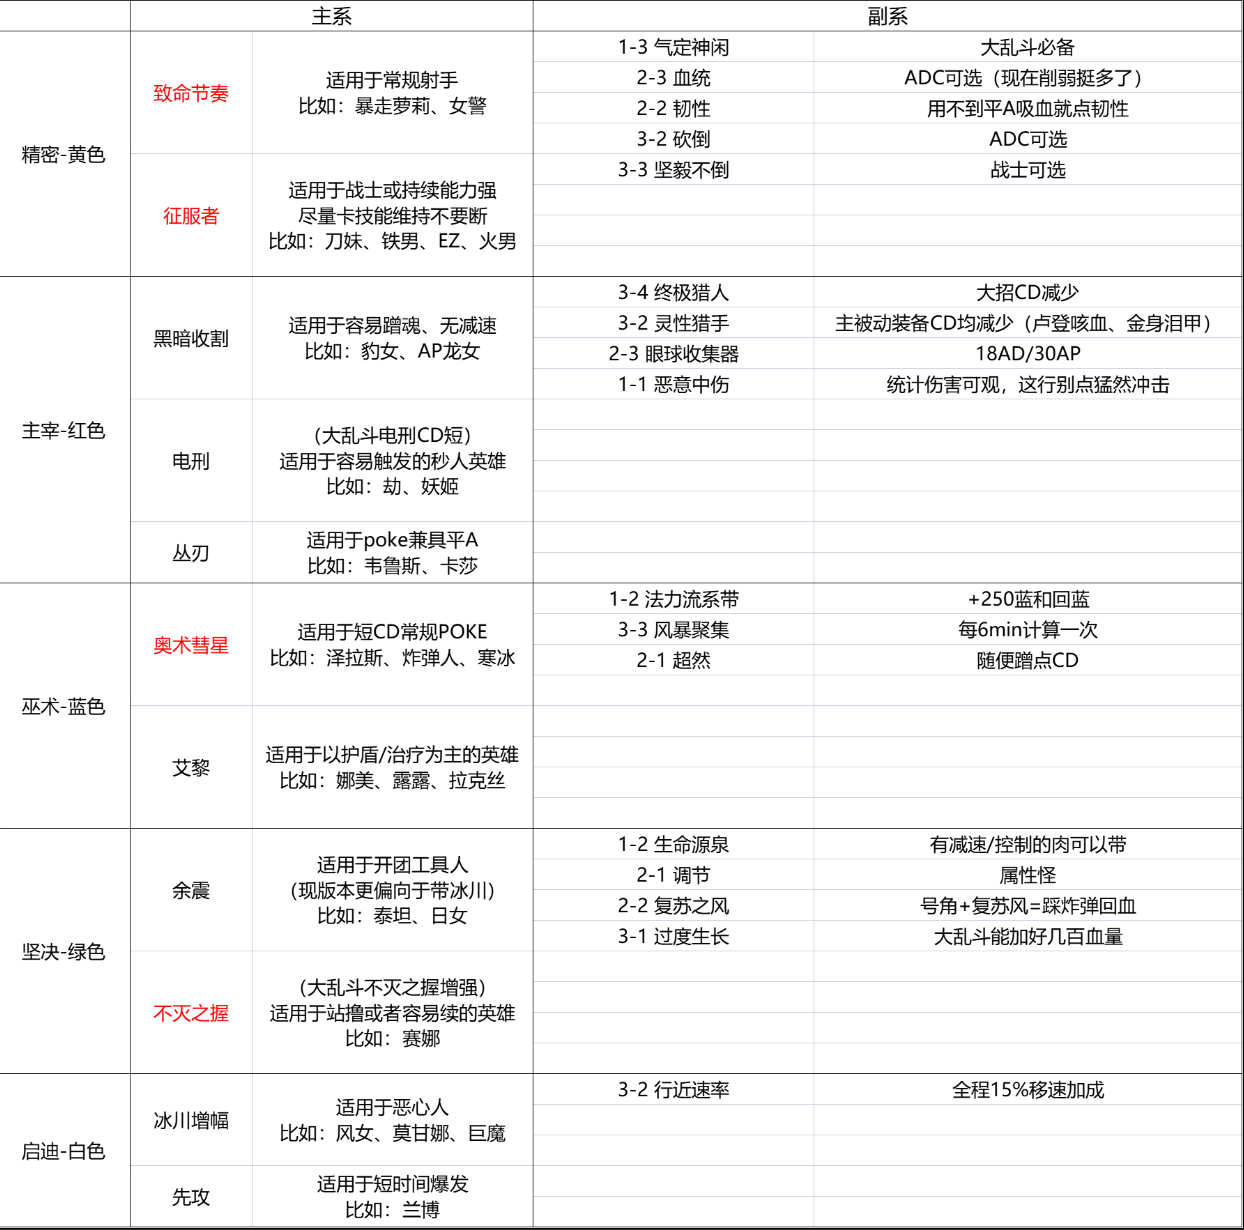 主系
副系
精密-黄色
致命节奏
适用于常规射手
比如：暴走萝莉、女警
征服者
适用于战士或持续能力强
尽量卡技能维持不要断
比如：刀妹、铁男、EZ、火男
1-3 气定神闲
大乱斗必备
2-3 血统
ADC可选（现在削弱挺多了）
2-2 韧性
用不到平A吸血就点韧性
3-2 砍倒
ADC可选
3-3 坚毅不倒
战士可选
主宰-红色
黑暗收割
适用于容易蹭魂、无减速
比如：豹女、AP龙女
电刑
（大乱斗电刑CD短）
适用于容易触发的秒人英雄
比如：劫、妖姬
丛刃
适用于poke兼具平A
比如：韦鲁斯、卡莎
3-4 终极猎人
大招CD减少
3-2 灵性猎手
主被动装备CD均减少（卢登咳血、金身泪甲）
2-3 眼球收集器
18AD/30AP
1-1 恶意中伤
统计伤害可观，这行别点猛然冲击
巫术-蓝色
奥术彗星
适用于短CD常规POKE
比如：泽拉斯、炸弹人、寒冰
艾黎
适用于以护盾/治疗为主的英雄
比如：娜美、露露、拉克丝
1-2 法力流系带
+250蓝和回蓝
3-3 风暴聚集
每6min计算一次
2-1 超然
随便蹭点CD
坚决-绿色
余震
适用于开团工具人
（现版本更偏向于带冰川）
比如：泰坦、日女
不灭之握
（大乱斗不灭之握增强）
适用于站撸或者容易续的英雄
比如：赛娜
1-2 生命源泉
有减速/控制的肉可以带
2-1 调节
属性怪
2-2 复苏之风
号角+复苏风=踩炸弹回血
3-1 过度生长
大乱斗能加好几百血量
启迪-白色
冰川增幅
适用于恶心人
比如：风女、莫甘娜、巨魔
先攻
适用于短时间爆发
比如：兰博
3-2 行近速率
全程15%移速加成